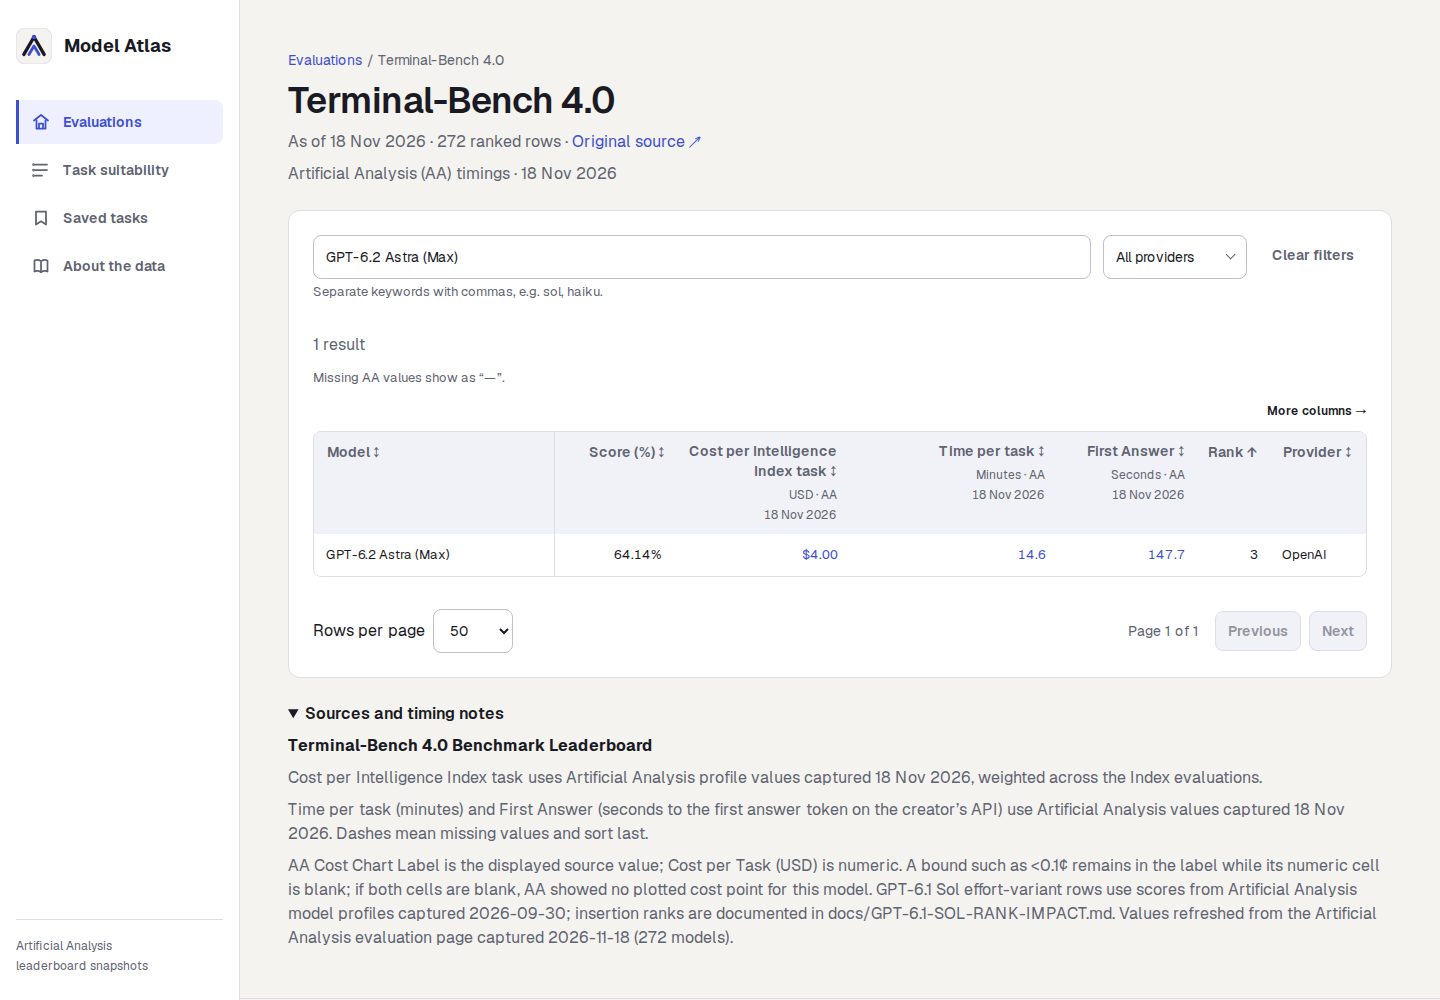 Model Atlas
Evaluations
Task suitability
Saved tasks
About the data
Artificial Analysis
leaderboard snapshots
Evaluations / Terminal-Bench 4.0
Terminal-Bench 4.0
As of 18 Nov 2026 · 272 ranked rows · Original source ↗
Artificial Analysis (AA) timings · 18 Nov 2026
GPT-6.2 Astra (Max)
All providers
Clear filters
Separate keywords with commas, e.g. sol, haiku.
1 result
Missing AA values show as “—”.
More columns →
Model ↕
Score (%) ↕
Cost per Intelligence
Index task ↕
USD · AA
18 Nov 2026
Time per task ↕
Minutes · AA
18 Nov 2026
First Answer ↕
Seconds · AA
18 Nov 2026
Rank ↑
Provider ↕
GPT-6.2 Astra (Max) 64.14% $4.00 14.6 147.7 3 OpenAI
Rows per page 50
Page 1 of 1 Previous Next
▼ Sources and timing notes
Terminal-Bench 4.0 Benchmark Leaderboard
Cost per Intelligence Index task uses Artificial Analysis profile values captured 18 Nov 2026, weighted across the Index evaluations.
Time per task (minutes) and First Answer (seconds to the first answer token on the creator’s API) use Artificial Analysis values captured 18 Nov
2026. Dashes mean missing values and sort last.
AA Cost Chart Label is the displayed source value; Cost per Task (USD) is numeric. A bound such as <0.1¢ remains in the label while its numeric cell
is blank; if both cells are blank, AA showed no plotted cost point for this model. GPT-6.1 Sol effort-variant rows use scores from Artificial Analysis
model profiles captured 2026-09-30; insertion ranks are documented in docs/GPT-6.1-SOL-RANK-IMPACT.md. Values refreshed from the Artificial
Analysis evaluation page captured 2026-11-18 (272 models).